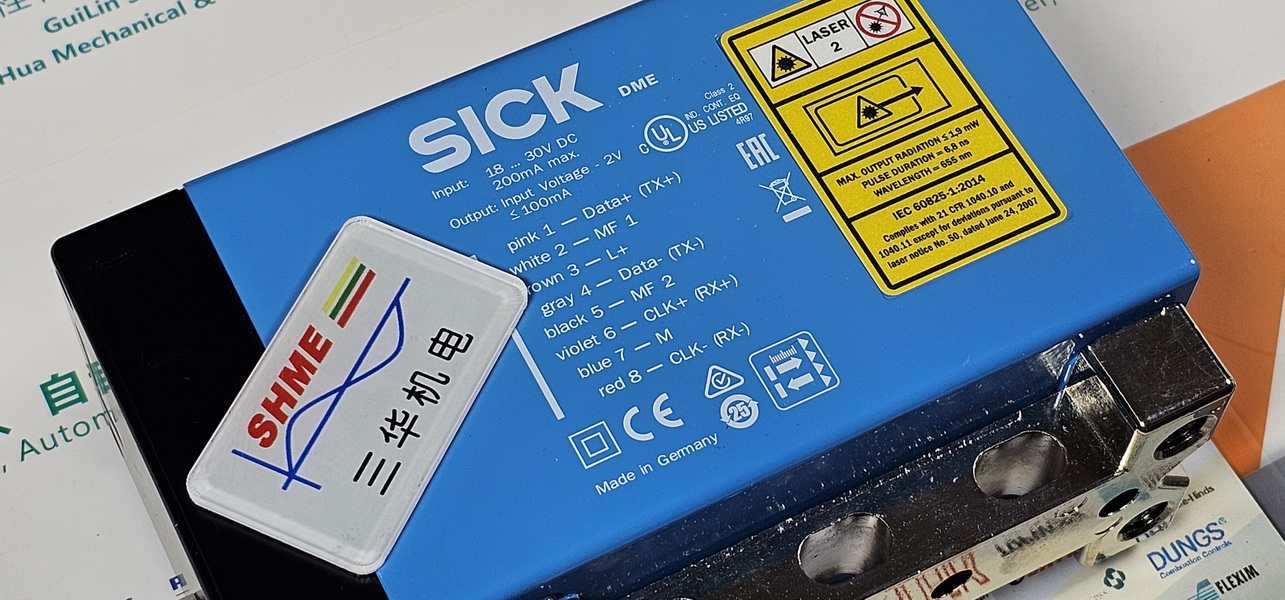 GuiLin S
Hua Mechanical &
SICK DME
Input: 18 ... 30V DC
200mA max.
Output: Input Voltage - 2V
≤ 100mA
pink 1 — Data+ (TX+)
white 2 — MF 1
rown 3 — L+
gray 4 — Data- (TX-)
black 5 — MF 2
violet 6 — CLK+ (RX+)
blue 7 — M
red 8 — CLK- (RX-)
Class 2
IND. CONT. EQ
C UL US LISTED
4R97
EAC
CE
25
Made in Germany
LASER
2
MAX. OUTPUT RADIATION ≤ 1,9 mW
PULSE DURATION = 6,8 ns
WAVELENGTH = 655 nm
IEC 60825-1:2014
Complies with 21 CFR 1040.10 and
1040.11 except for deviations pursuant to
laser notice No. 50, dated June 24, 2007
SHME
三华机电
自
, Autom
DUNGS®
Combustion Controls
FLEXIM